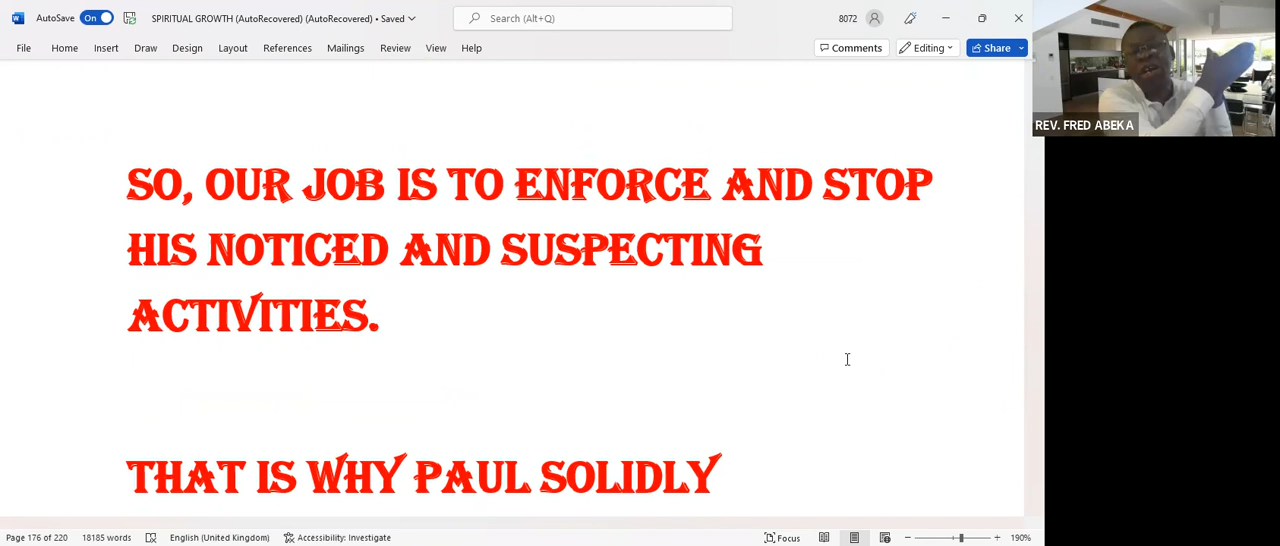 AutoSave On SPIRITUAL GROWTH (AutoRecovered) (AutoRecovered) • Saved Search (Alt+Q) 8072
File Home Insert Draw Design Layout References Mailings Review View Help Comments Editing Share
REV. FRED ABEKA
SO, OUR JOB IS TO ENFORCE AND STOP
HIS NOTICED AND SUSPECTING
ACTIVITIES.
THAT IS WHY PAUL SOLIDLY
Page 176 of 220 18185 words English (United Kingdom) Accessibility: Investigate Focus 190%